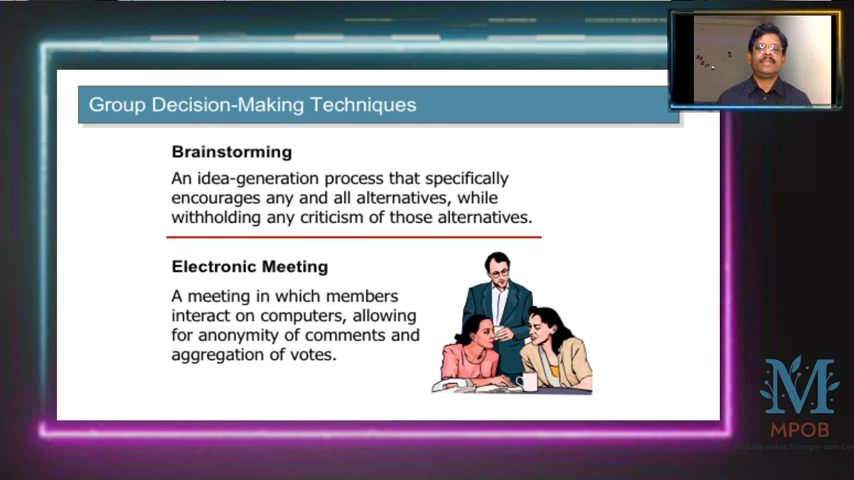 Group Decision-Making Techniques
Brainstorming
An idea-generation process that specifically
encourages any and all alternatives, while
withholding any criticism of those alternatives.
Electronic Meeting
A meeting in which members
interact on computers, allowing
for anonymity of comments and
aggregation of votes.
M
MPOB